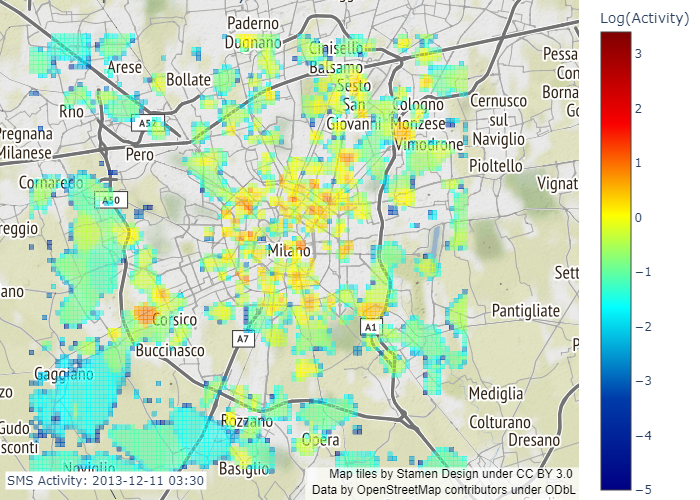 Log(Activity)
Paderno
Dugnano
Cinisello
Balsamo
Pessa
Arese
Bollate
Sesto
San
Giovanni
Con
Borna
Go
Rho
Cologno
Monzese
Cernusco
sul
Naviglio
A52
Pregnana
Milanese
Pero
Vimodrone
Pioltello
Cornaredo
Vignat
A50
reggio
Milano
Sett
ano
Pantigliate
Corsico
A7
A1
Buccinasco
P
Gaggiano
zo
Mediglia
Gudo
sconti
Rozzano
Colturano
Dresano
Opera
Noviglio
Basiglio
SMS Activity: 2013-12-11 03:30
Map tiles by Stamen Design under CC BY 3.0
Data by OpenStreetMap contributors under ODbL
3
2
1
0
−1
−2
−3
−4
−5